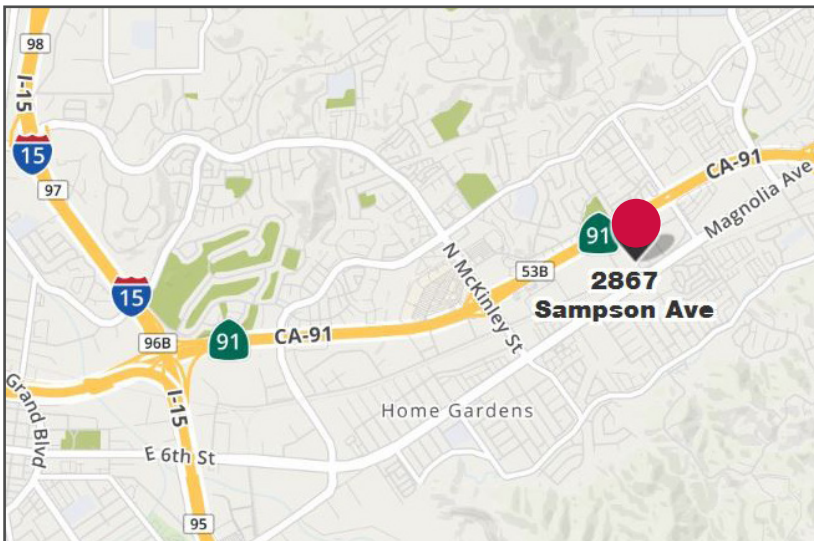 98
I-15
15
97
CA-91
Magnolia Ave
91
N McKinley St
53B
2867
Sampson Ave
15
96B
91
CA-91
Grand Blvd
I-15
Home Gardens
E 6th St
95